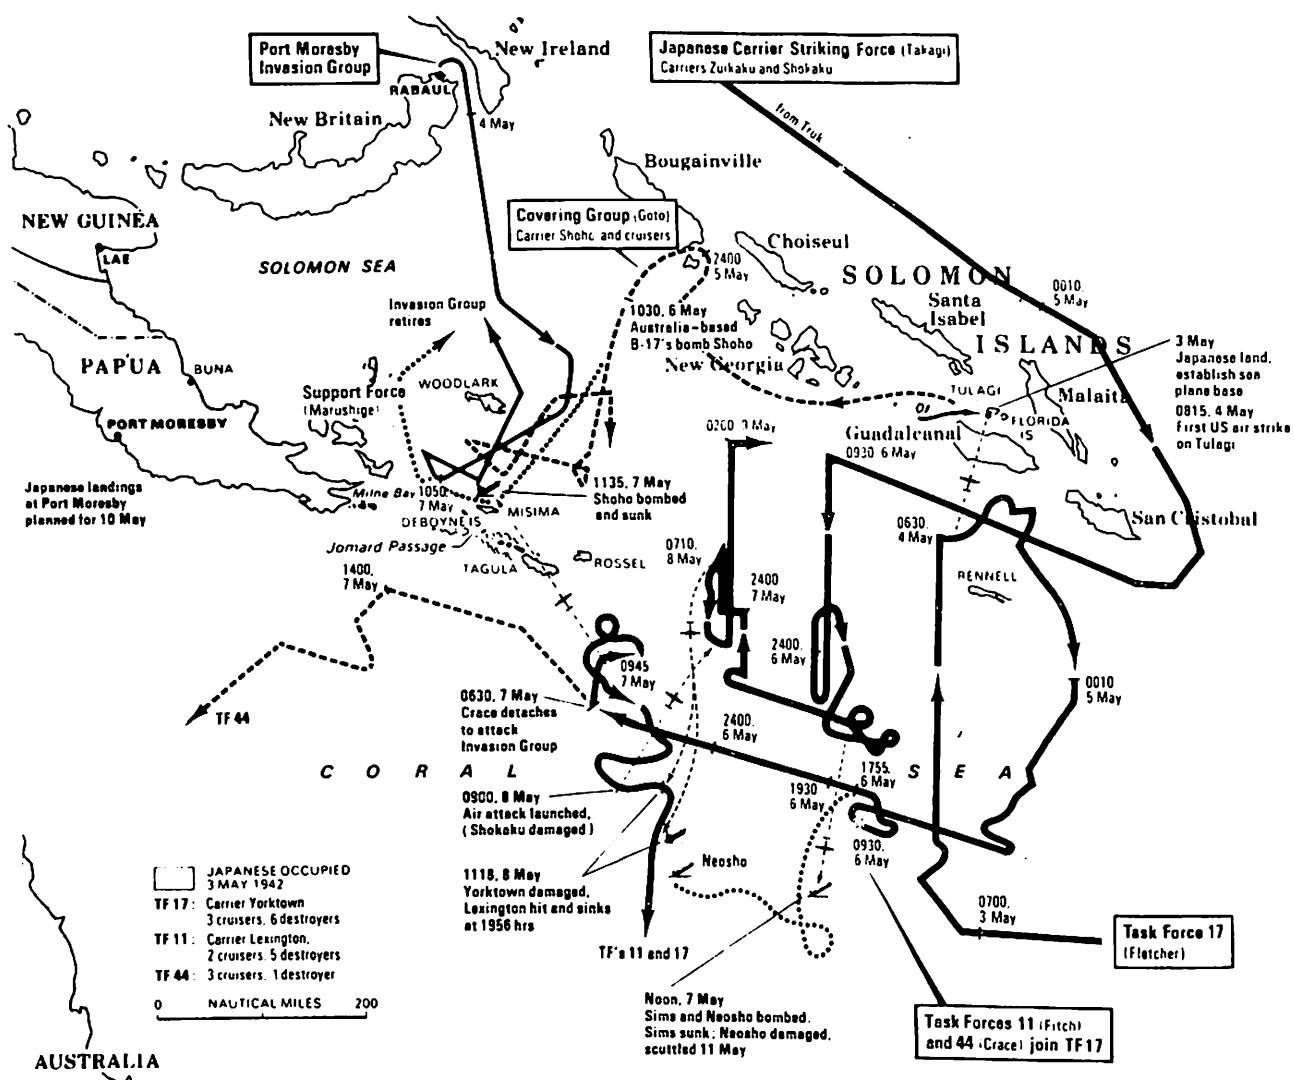 Port Moresby
Invasion Group
New Ireland
Japanese Carrier Striking Force (Takagi)
Carriers Zuikaku and Shokaku
RABAUL
New Britain
4 May
from Truk
Bougainville
NEW GUINEA
LAE
Covering Group (Goto)
Carrier Shoho and cruisers
Choiseul
SOLOMON SEA
2400
5 May
SOLOMON
ISLANDS
Santa
Isabel
0010,
5 May
Invasion Group
retires
1030, 6 May
Australia-based
B-17's bomb Shoho
New Georgia
3 May
Japanese land,
establish sea
plane base
0815, 4 May
First US air strike
on Tulagi
PAPUA
BUNA
WOODLARK
Support Force
(Marushige)
TULAGI
Malaita
FLORIDA
IS
PORT MORESBY
0200, 9 May
Guadalcanal
0930 6 May
Japanese landings
at Port Moresby
planned for 10 May
Milne Bay
1050,
7 May
DEBOYNE IS
MISIMA
1135, 7 May
Shoho bombed
and sunk
San Cristobal
0630,
4 May
Jomard Passage
TAGULA
ROSSEL
0710,
8 May
RENNELL
1400,
7 May
2400
7 May
2400,
6 May
0945
7 May
0010
5 May
TF 44
0630, 7 May
Crace detaches
to attack
Invasion Group
2400,
6 May
CORAL SEA
1755,
6 May
1930
6 May
0900, 8 May
Air attack launched,
(Shokaku damaged)
0930,
6 May
1118, 8 May
Yorktown damaged,
Lexington hit and sinks
at 1956 hrs
Neosho
JAPANESE OCCUPIED
3 MAY 1942
TF 17: Carrier Yorktown
3 cruisers, 6 destroyers
TF 11: Carrier Lexington,
2 cruisers, 5 destroyers
TF 44: 3 cruisers, 1 destroyer
0 NAUTICAL MILES 200
0700,
3 May
Task Force 17
(Fletcher)
TF's 11 and 17
Noon, 7 May
Sims and Neosho bombed.
Sims sunk; Neosho damaged,
scuttled 11 May
Task Forces 11 (Fitch)
and 44 (Crace) join TF 17
AUSTRALIA